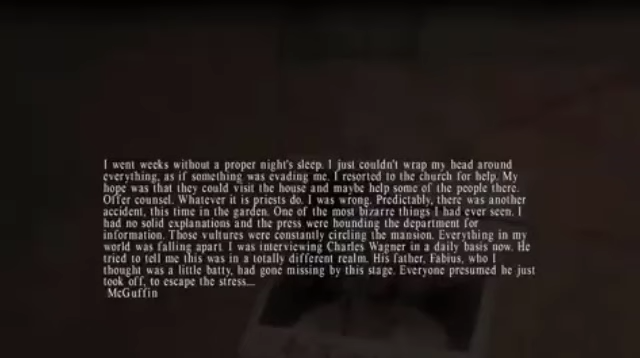 I went weeks without a proper night's sleep. I just couldn't wrap my head around
everything, as if something was evading me. I resorted to the church for help. My
hope was that they could visit the house and maybe help some of the people there.
Offer counsel. Whatever it is priests do. I was wrong. Predictably, there was another
accident, this time in the garden. One of the most bizarre things I had ever seen. I
had no solid explanations and the press were hounding the department for
information. Those vultures were constantly circling the mansion. Everything in my
world was falling apart. I was interviewing Charles Wagner in a daily basis now. He
tried to tell me this was in a totally different realm. His father, Fabius, who I
thought was a little batty, had gone missing by this stage. Everyone presumed he just
took off, to escape the stress...
McGuffin